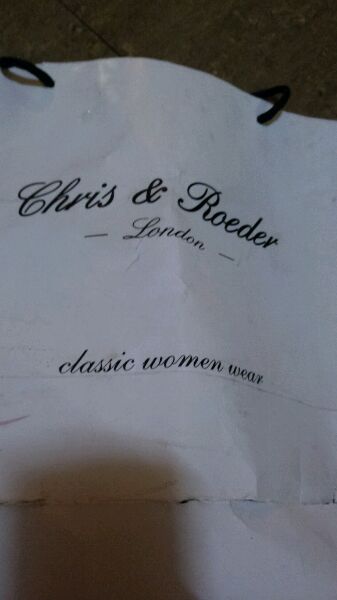 Chris & Roeder
— London —
classic women wear